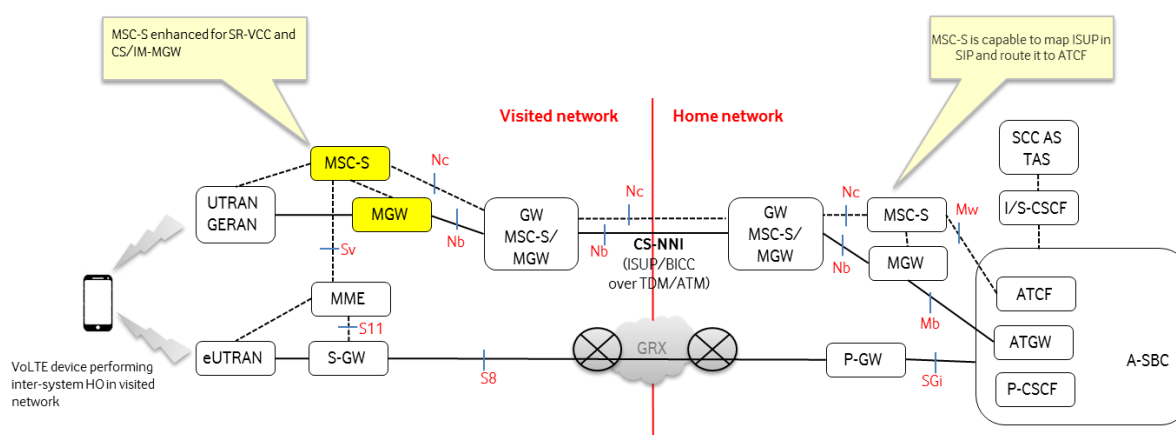 MSC-S enhanced for SR-VCC and
CS/IM-MGW
MSC-S is capable to map ISUP in
SIP and route it to ATCF
Visited network
Home network
SCC AS
TAS
MSC-S
Nc
UTRAN
GERAN
MGW
Nb
GW
MSC-S/
MGW
Nc
Nb
CS-NNI
(ISUP/BICC
over TDM/ATM)
GW
MSC-S/
MGW
Nc
Nb
MSC-S
Mw
MGW
I/S-CSCF
Sv
MME
S11
Mb
ATCF
ATGW
A-SBC
P-CSCF
eUTRAN
S-GW
S8
GRX
P-GW
SGi
VoLTE device performing
inter-system HO in visited
network